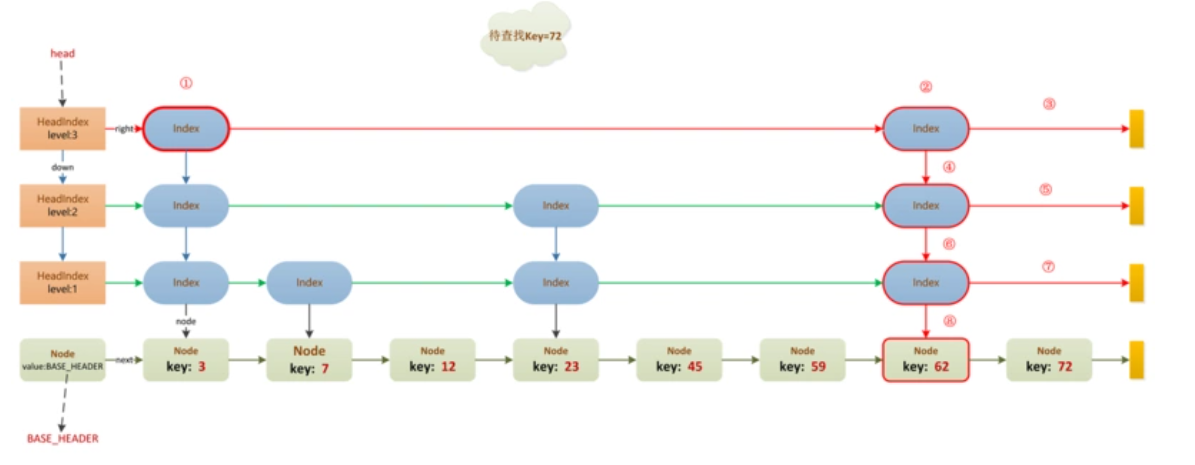 待查找Key=72
head
①
②
③
HeadIndex
level:3
right
Index
Index
down
④
HeadIndex
level:2
Index
Index
Index
⑤
⑥
HeadIndex
level:1
Index
Index
Index
Index
⑦
node
⑧
Node
value:BASE_HEADER
next
Node
key: 3
Node
key: 7
Node
key: 12
Node
key: 23
Node
key: 45
Node
key: 59
Node
key: 62
Node
key: 72
BASE_HEADER